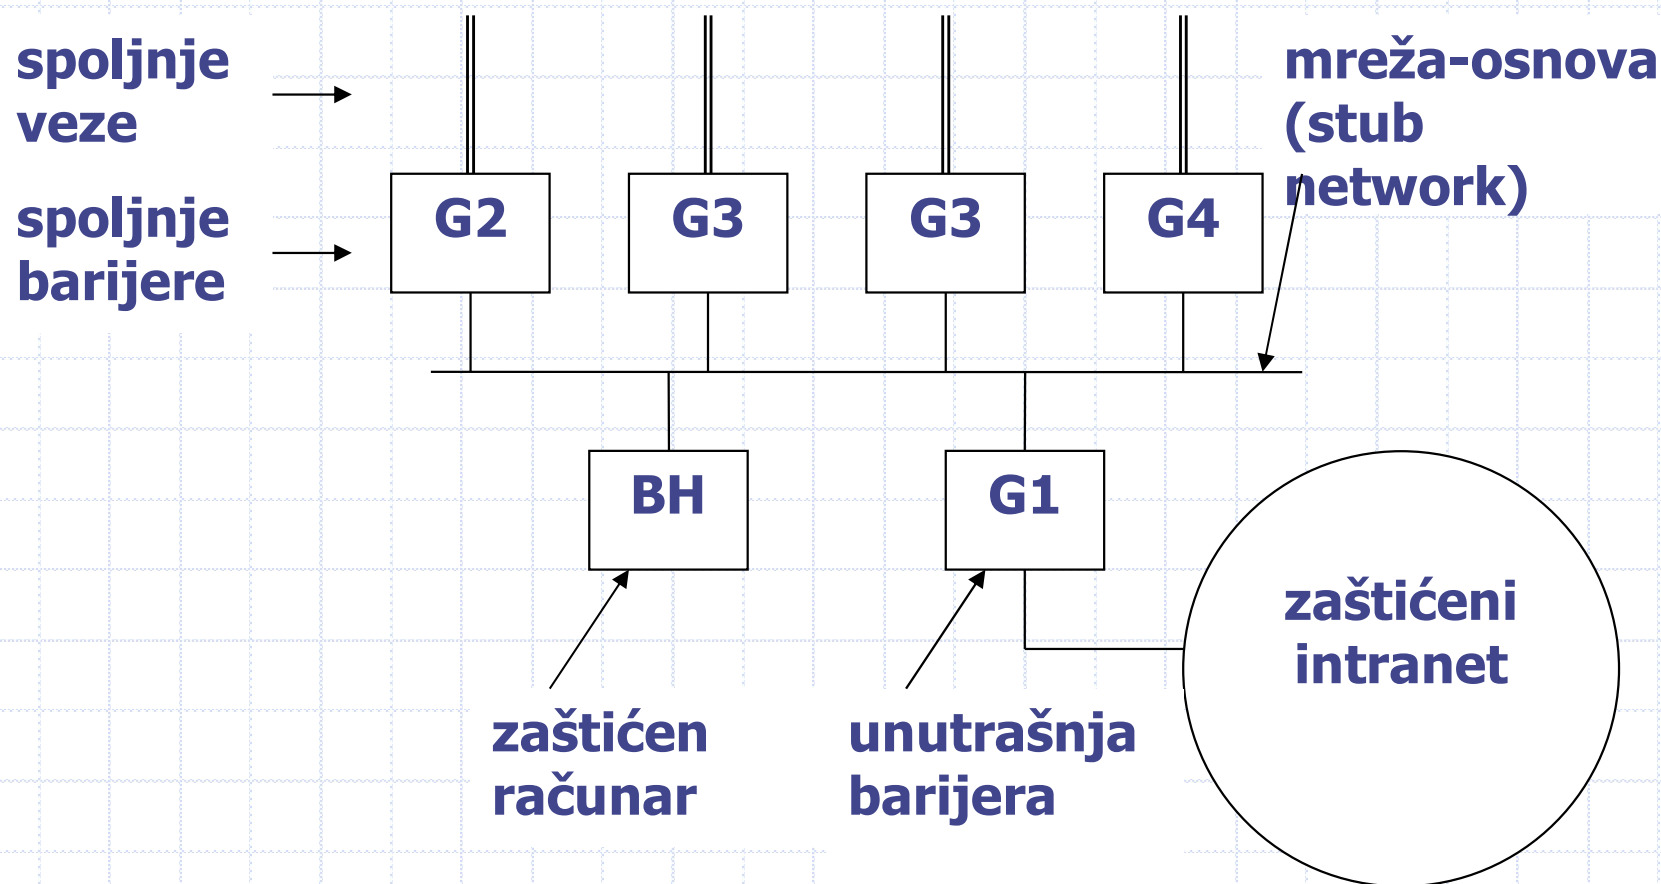 spoljnje
veze
mreža-osnova
(stub
network)
spoljnje
barijere
G2
G3
G3
G4
BH
G1
zaštićeni
intranet
zaštićen
računar
unutrašnja
barijera